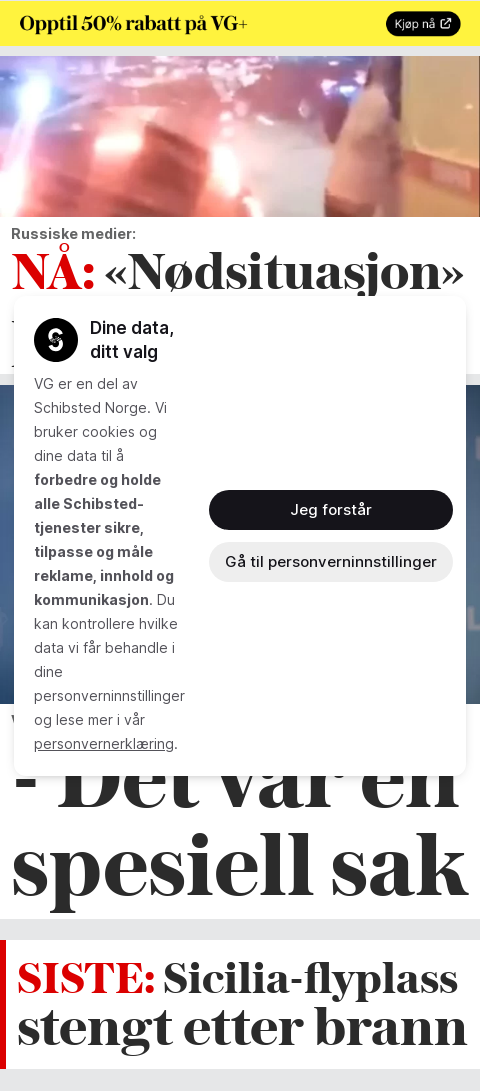 Opptil 50% rabatt på VG+
Kjøp nå
Russiske medier:
NÅ: «Nødsituasjon»
Dine data,
ditt valg
VG er en del av
Schibsted Norge. Vi
bruker cookies og
dine data til å
forbedre og holde
alle Schibsted-
tjenester sikre,
tilpasse og måle
reklame, innhold og
kommunikasjon. Du
kan kontrollere hvilke
data vi får behandle i
dine
personverninnstillinger
og lese mer i vår
personvernerklæring.
Jeg forstår
Gå til personverninnstillinger
- Det var en
spesiell sak
SISTE: Sicilia-flyplass
stengt etter brann